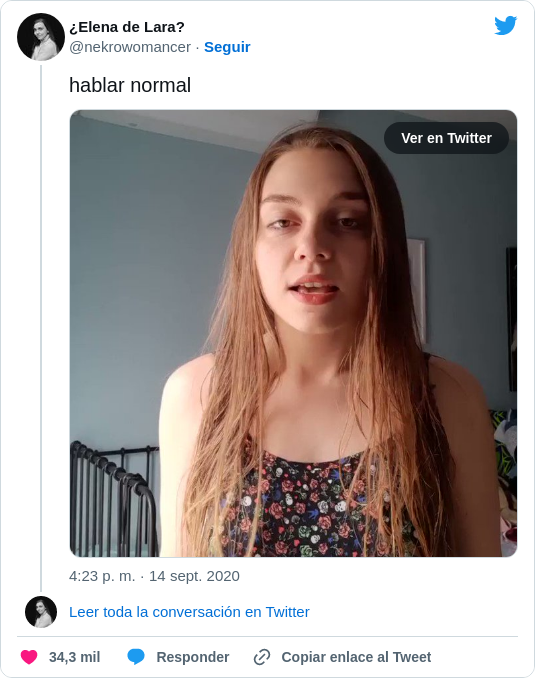 ¿Elena de Lara?
@nekrowomancer · Seguir
hablar normal
Ver en Twitter
4:23 p. m. · 14 sept. 2020
Leer toda la conversación en Twitter
34,3 mil Responder Copiar enlace al Tweet